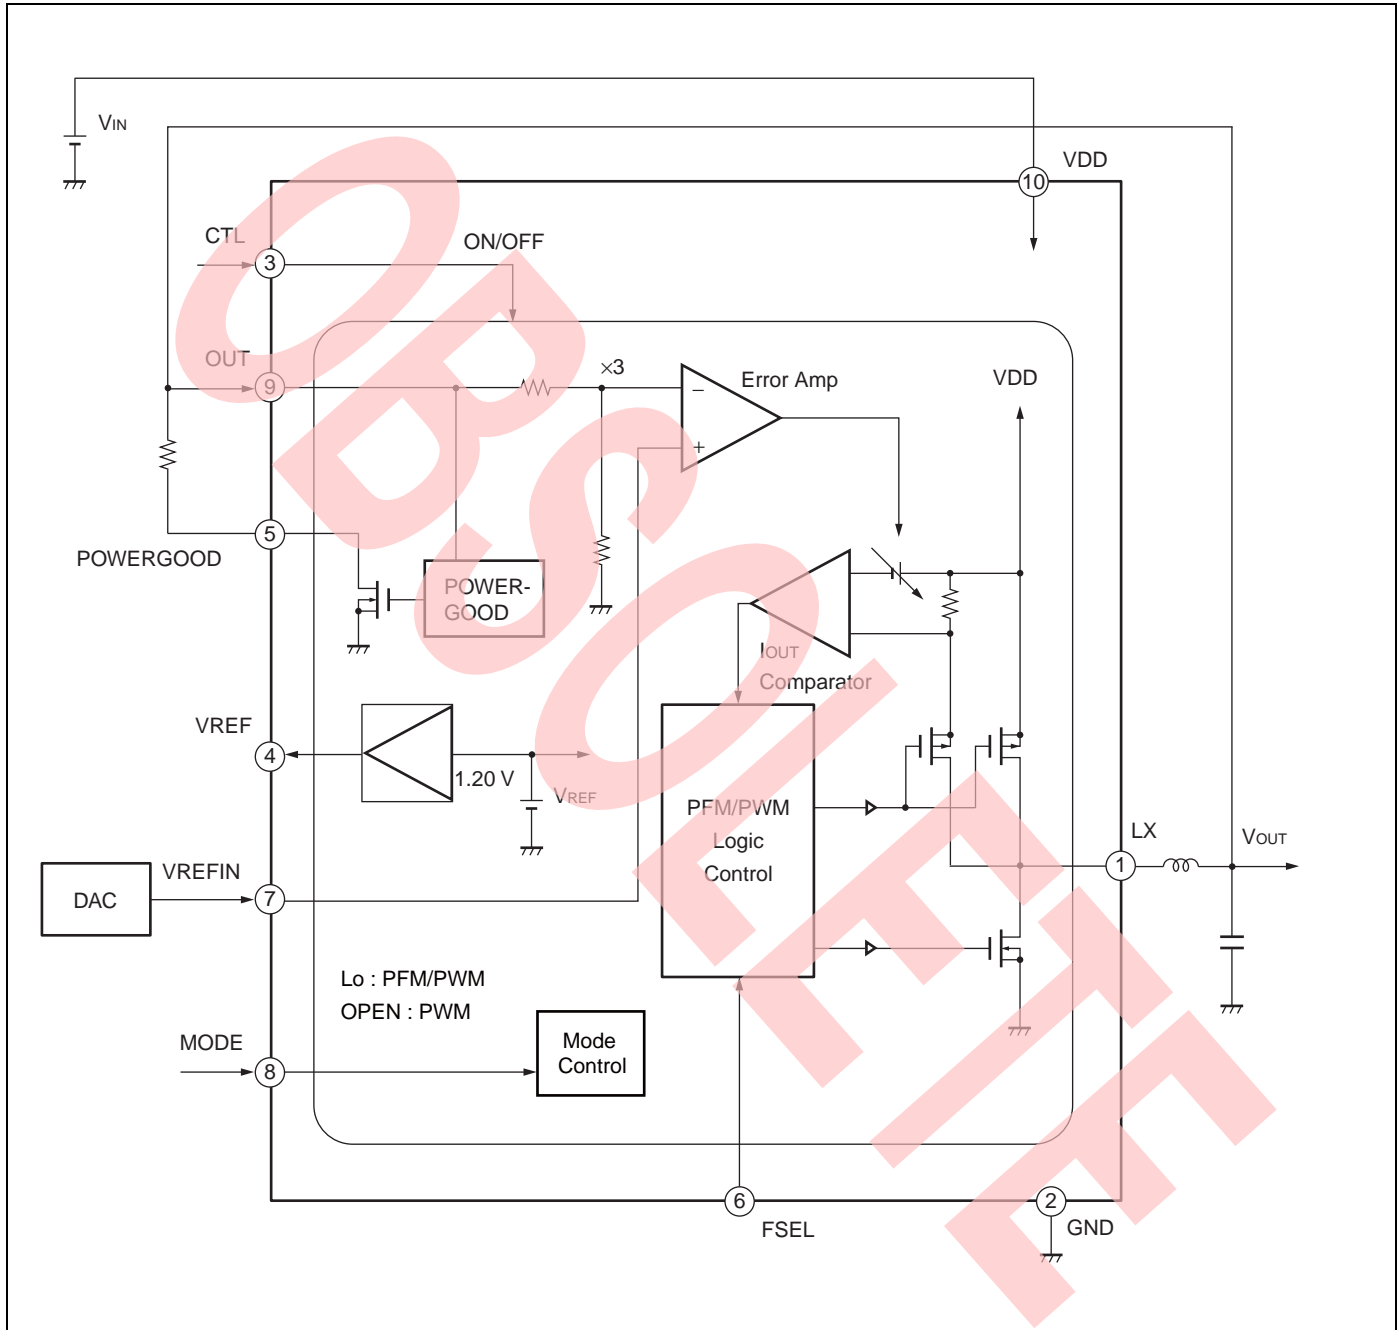 VIN
VDD
10
CTL
3
ON/OFF
OUT
9
×3
−
+
Error Amp
VDD
5
POWERGOOD
POWER-
GOOD
IOUT
Comparator
VREF
4
1.20 V
VREF
PFM/PWM
Logic
Control
LX
1
VOUT
DAC
VREFIN
7
Lo : PFM/PWM
OPEN : PWM
MODE
8
Mode
Control
6
FSEL
2
GND
OBSOLETE